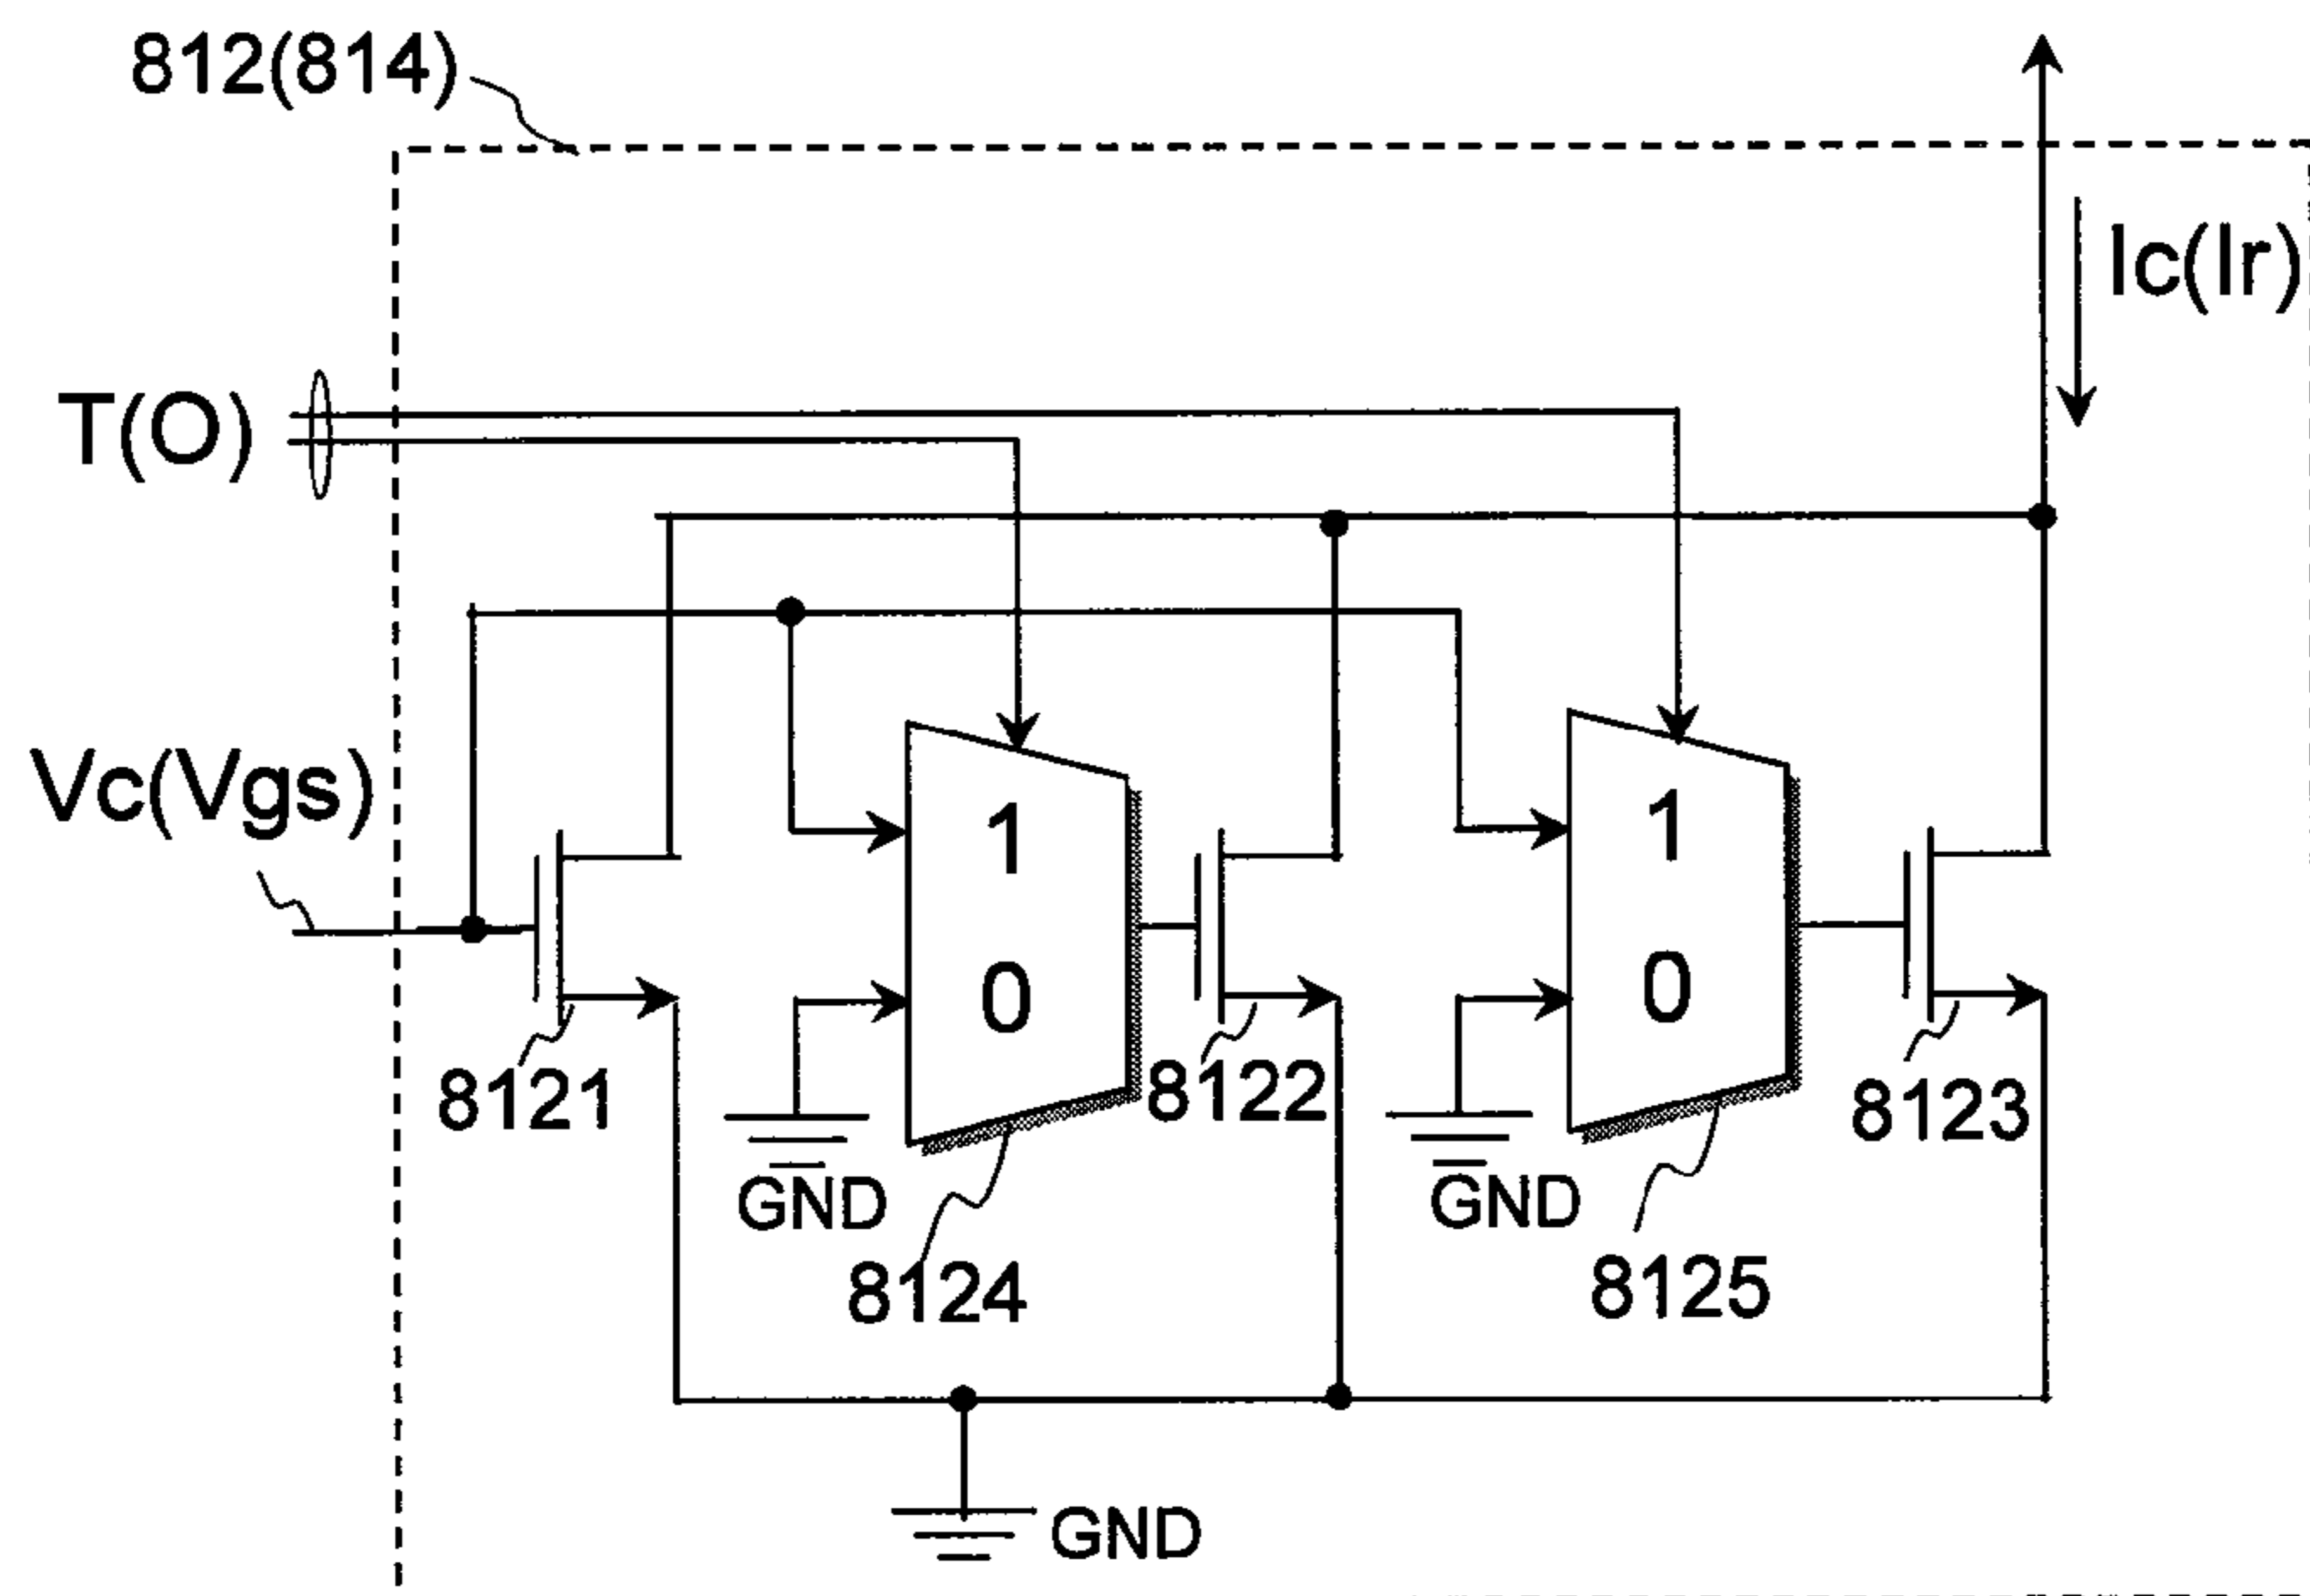 812(814)
Ic(Ir)
T(O)
Vc(Vgs)
1
0
1
0
8121
8122
8123
GND
GND
8124
8125
GND